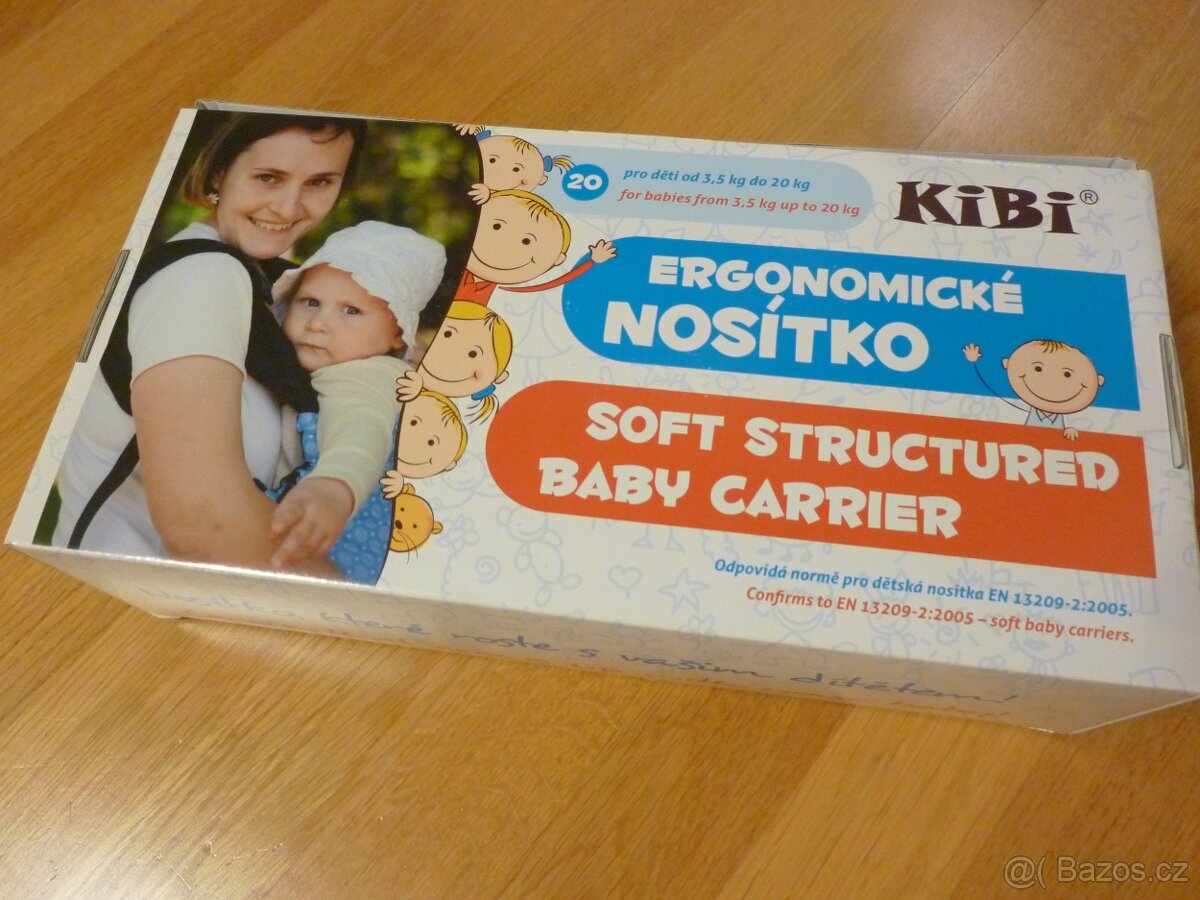 20
pro děti od 3,5 kg do 20 kg
for babies from 3,5 kg up to 20 kg
KiBi®
ERGONOMICKÉ
NOSÍTKO
SOFT STRUCTURED
BABY CARRIER
Odpovídá normě pro dětská nosítka EN 13209-2:2005.
Confirms to EN 13209-2:2005 – soft baby carriers.
které roste s vaším dítětem!
@( Bazos.cz